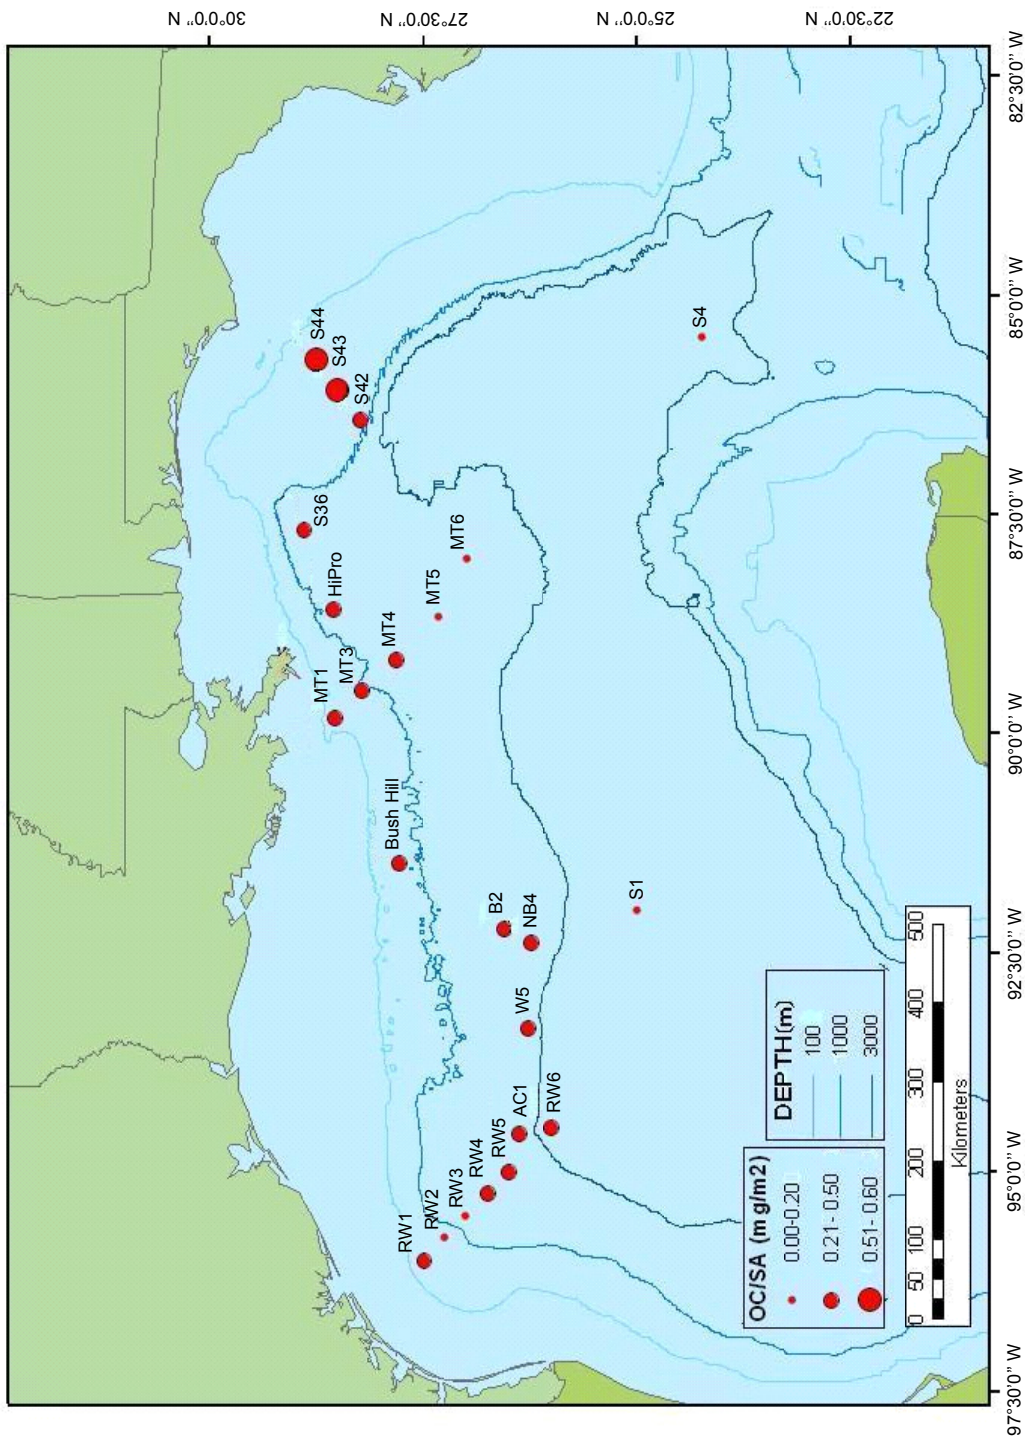 30°0'0" N
27°30'0" N
25°0'0" N
22°30'0" N
S44
S43
S42
S36
HiPro
MT1
MT3
MT4
MT5
MT6
Bush Hill
B2
NB4
W5
S1
S4
RW1
RW2
RW3
RW4
RW5
AC1
RW6
OC/SA (mg/m2)
0.00-0.20
0.21- 0.50
0.51- 0.60
DEPTH(m)
100
1000
3000
0 50 100 200 300 400 500
Kilometers
97°30'0" W
95°0'0" W
92°30'0" W
90°0'0" W
87°30'0" W
85°0'0" W
82°30'0" W